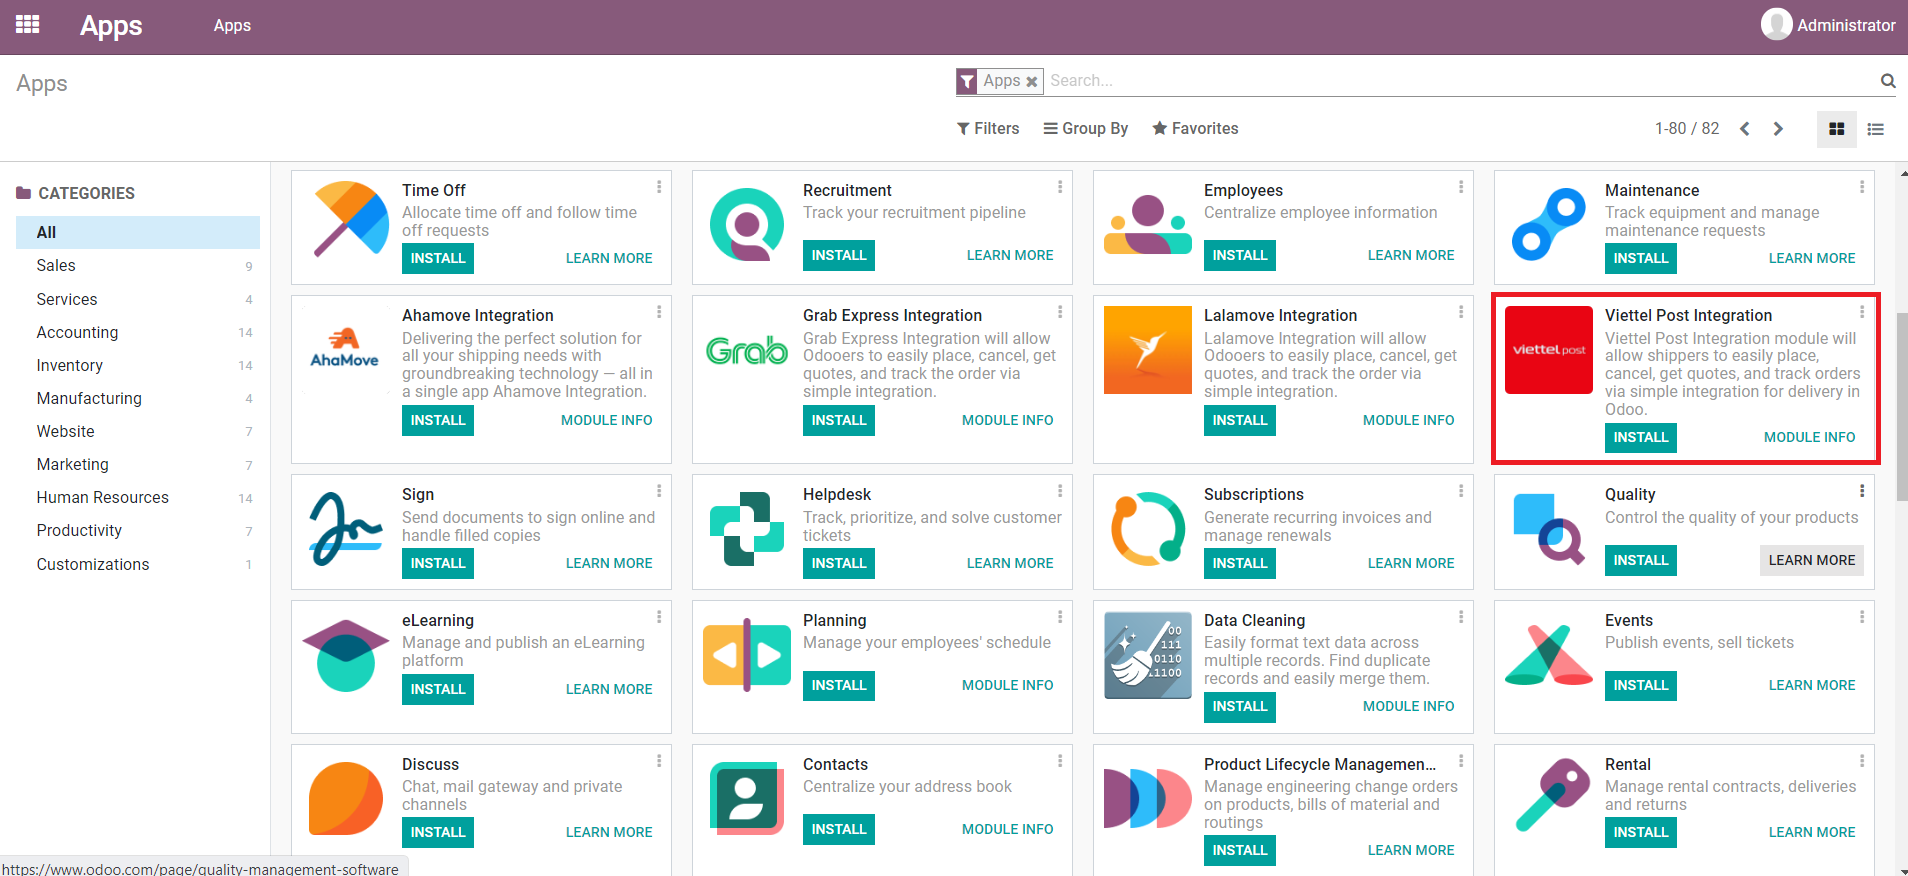 Apps
Apps
Administrator
Apps
Apps
Search...
Filters
Group By
Favorites
1-80 / 82
CATEGORIES
All
Sales 9
Services 4
Accounting 14
Inventory 14
Manufacturing 4
Website 7
Marketing 7
Human Resources 14
Productivity 7
Customizations 1
Time Off
Allocate time off and follow time
off requests
INSTALL
LEARN MORE
Recruitment
Track your recruitment pipeline
INSTALL
LEARN MORE
Employees
Centralize employee information
INSTALL
LEARN MORE
Maintenance
Track equipment and manage
maintenance requests
INSTALL
LEARN MORE
AHAMOVE
Ahamove Integration
Delivering the perfect solution for
all your shipping needs with
groundbreaking technology — all in
a single app Ahamove Integration.
INSTALL
MODULE INFO
Grab
Grab Express Integration
Grab Express Integration will allow
Odooers to easily place, cancel, get
quotes, and track the order via
simple integration.
INSTALL
MODULE INFO
Lalamove Integration
Lalamove Integration will allow
Odooers to easily place, cancel, get
quotes, and track the order via
simple integration.
INSTALL
MODULE INFO
viettel post
Viettel Post Integration
Viettel Post Integration module will
allow shippers to easily place,
cancel, get quotes, and track orders
via simple integration for delivery in
Odoo.
INSTALL
MODULE INFO
Sign
Send documents to sign online and
handle filled copies
INSTALL
LEARN MORE
Helpdesk
Track, prioritize, and solve customer
tickets
INSTALL
LEARN MORE
Subscriptions
Generate recurring invoices and
manage renewals
INSTALL
LEARN MORE
Quality
Control the quality of your products
INSTALL
LEARN MORE
eLearning
Manage and publish an eLearning
platform
INSTALL
LEARN MORE
Planning
Manage your employees' schedule
INSTALL
MODULE INFO
00
111
0110
11100
Data Cleaning
Easily format text data across
multiple records. Find duplicate
records and easily merge them.
INSTALL
MODULE INFO
Events
Publish events, sell tickets
INSTALL
LEARN MORE
Discuss
Chat, mail gateway and private
channels
INSTALL
LEARN MORE
Contacts
Centralize your address book
INSTALL
MODULE INFO
Product Lifecycle Managemen...
Manage engineering change orders
on products, bills of material and
routings
INSTALL
LEARN MORE
Rental
Manage rental contracts, deliveries
and returns
INSTALL
LEARN MORE
https://www.odoo.com/page/quality-management-software